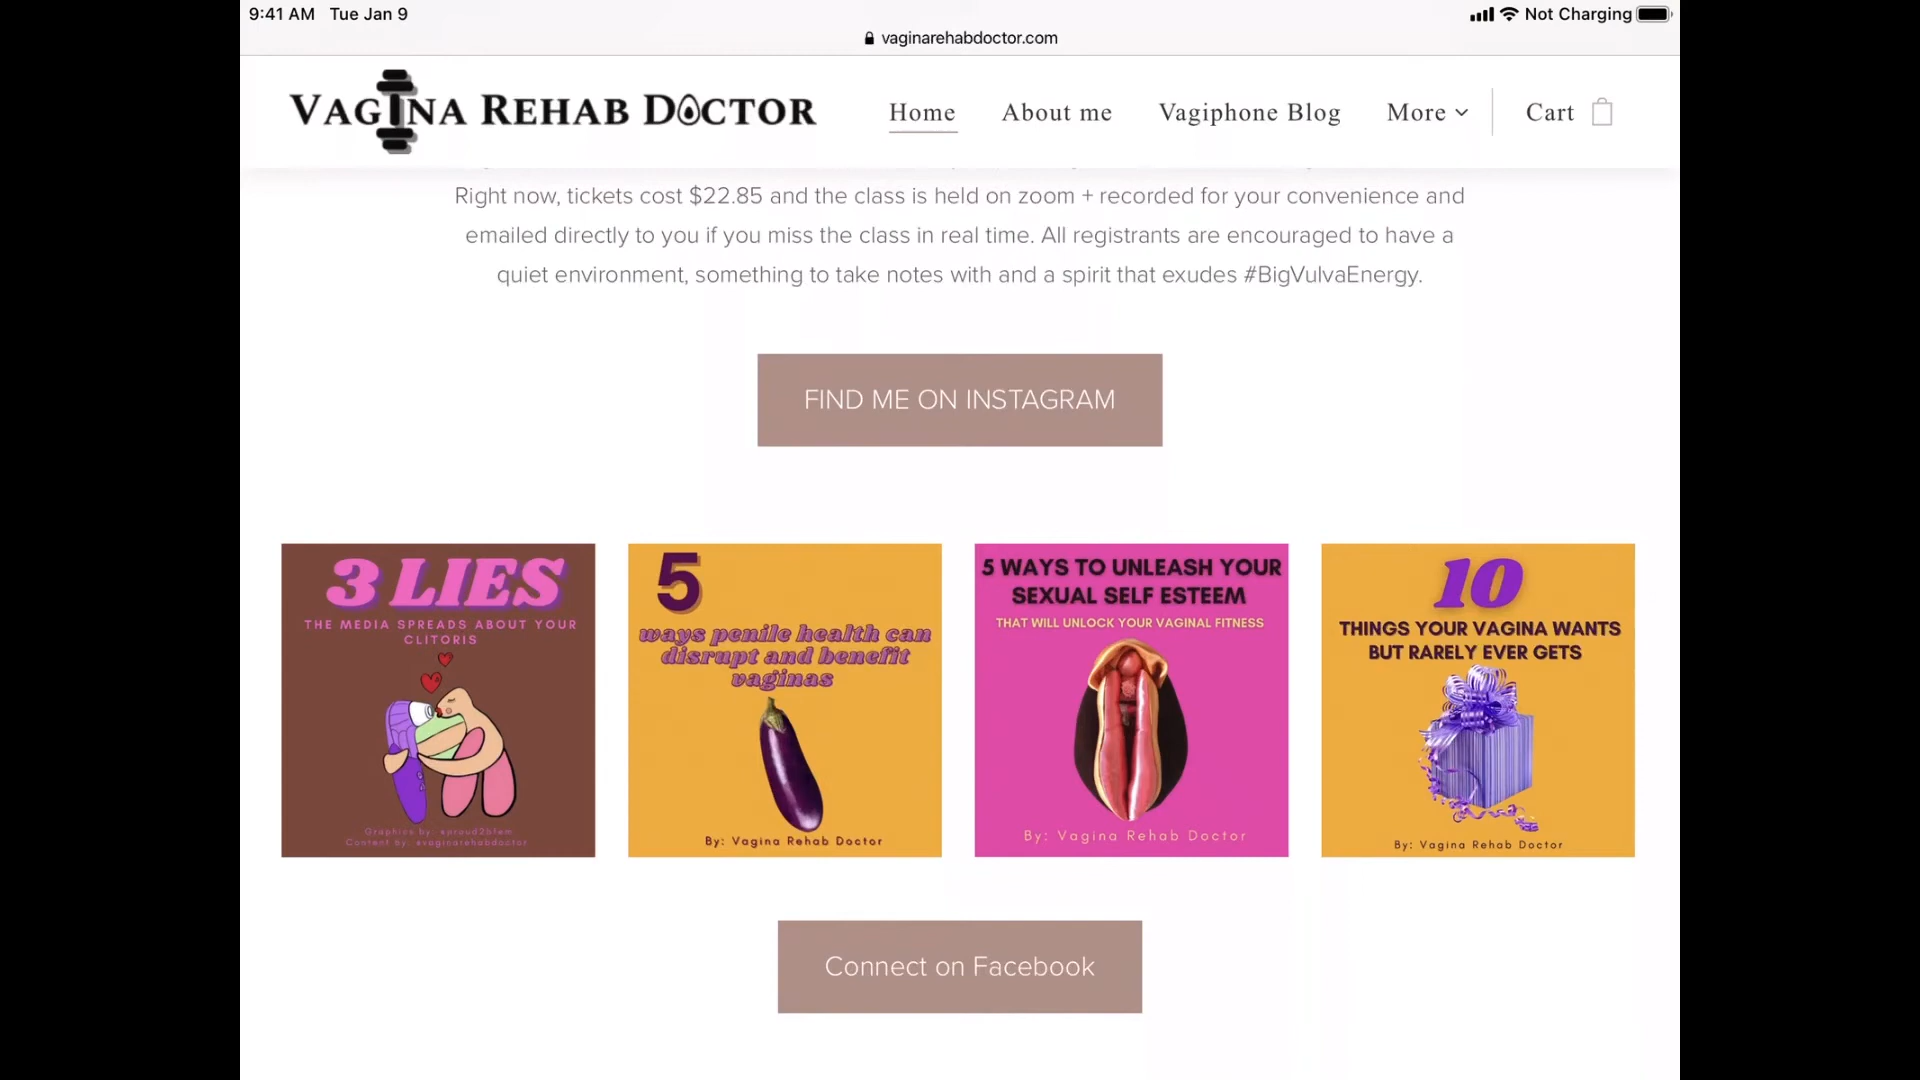 9:41 AM Tue Jan 9
Not Charging
vaginarehabdoctor.com
VAGINA REHAB DOCTOR
Home
About me
Vagiphone Blog
More
Cart
Right now, tickets cost $22.85 and the class is held on zoom + recorded for your convenience and
emailed directly to you if you miss the class in real time. All registrants are encouraged to have a
quiet environment, something to take notes with and a spirit that exudes #BigVulvaEnergy.
FIND ME ON INSTAGRAM
3 LIES
THE MEDIA SPREADS ABOUT YOUR
CLITORIS
Graphics by:
Content by: @vaginarehabdoctor
5
ways penile health can
disrupt and benefit
vaginas
By: Vagina Rehab Doctor
5 WAYS TO UNLEASH YOUR
SEXUAL SELF ESTEEM
THAT WILL UNLOCK YOUR VAGINAL FITNESS
By: Vagina Rehab Doctor
10
THINGS YOUR VAGINA WANTS
BUT RARELY EVER GETS
By: Vagina Rehab Doctor
Connect on Facebook